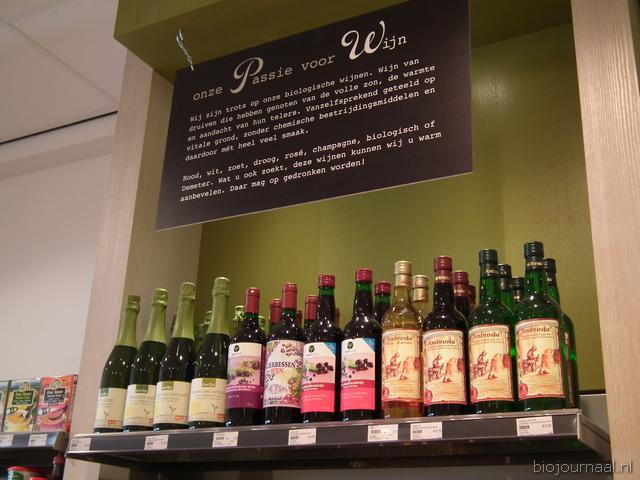 onze Passie voor Wijn
Wij zijn trots op onze biologische wijnen. Wijn van
druiven die hebben genoten van de volle zon, de warmte
en aandacht van hun telers. Vanzelfsprekend geteeld op
vitale grond, zonder chemische bestrijdingsmiddelen en
daardoor mét heel veel smaak.
Rood, wit, zoet, droog, rosé, champagne, biologisch of
Demeter. Wat u ook zoekt, deze wijnen kunnen wij u warm
aanbevelen. Daar mag op gedronken worden!
Ambrosia
Ambrosia
Ambrosia
Ambrosia
biojournaal.nl